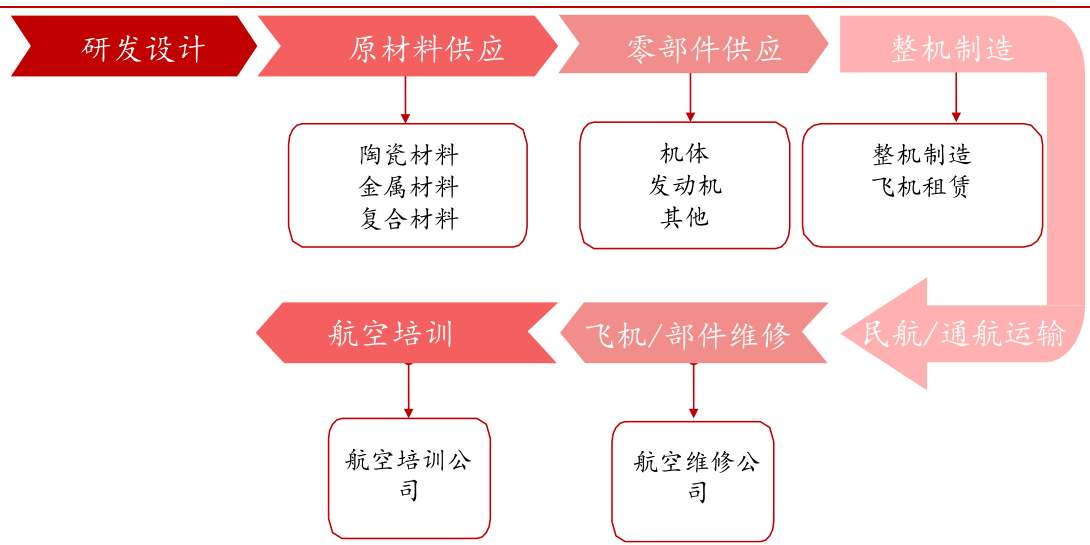 研发设计
原材料供应
零部件供应
整机制造
陶瓷材料
金属材料
复合材料
机体
发动机
其他
整机制造
飞机租赁
航空培训
飞机/部件维修
民航/通航运输
航空培训公
司
航空维修公
司